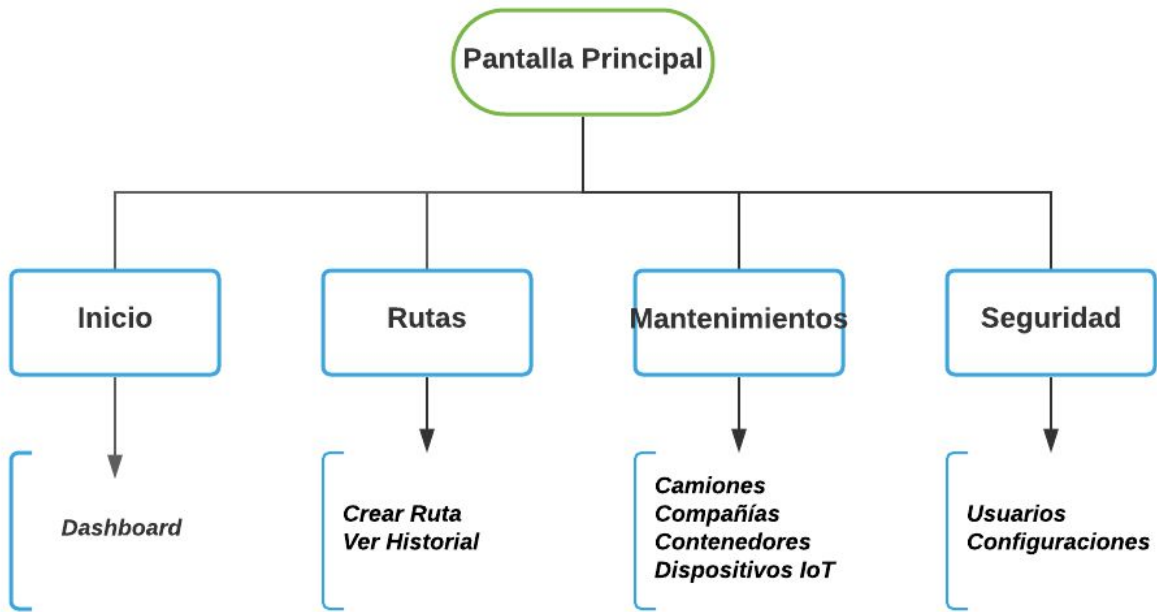 Pantalla Principal
Inicio
Rutas
Mantenimientos
Seguridad
Dashboard
Crear Ruta
Ver Historial
Camiones
Compañías
Contenedores
Dispositivos IoT
Usuarios
Configuraciones